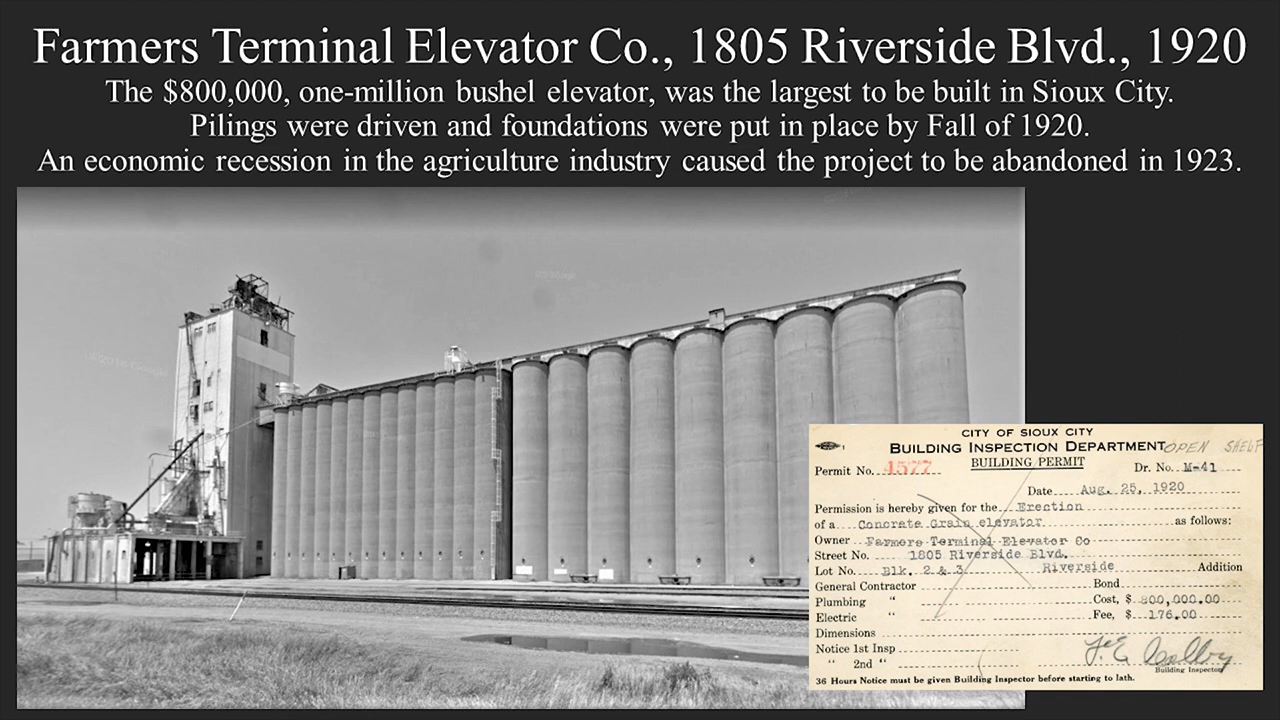 Farmers Terminal Elevator Co., 1805 Riverside Blvd., 1920
The $800,000, one-million bushel elevator, was the largest to be built in Sioux City.
Pilings were driven and foundations were put in place by Fall of 1920.
An economic recession in the agriculture industry caused the project to be abandoned in 1923.
CITY OF SIOUX CITY
BUILDING INSPECTION DEPARTMENT OPEN SHELF
Permit No. 4577 BUILDING PERMIT Dr. No. M-41
Date Aug. 25, 1920
Permission is hereby given for the Erection
of a Concrete Grain elevator as follows:
Owner Farmers Terminal Elevator Co
Street No. 1805 Riverside Blvd.
Lot No. Blk. 2 & 3 Riverside Addition
General Contractor Bond
Plumbing " Cost, $ 800,000.00
Electric " Fee, $ 176.00
Dimensions
Notice 1st Insp
" 2nd "
Building Inspector
36 Hours Notice must be given Building Inspector before starting to lath.